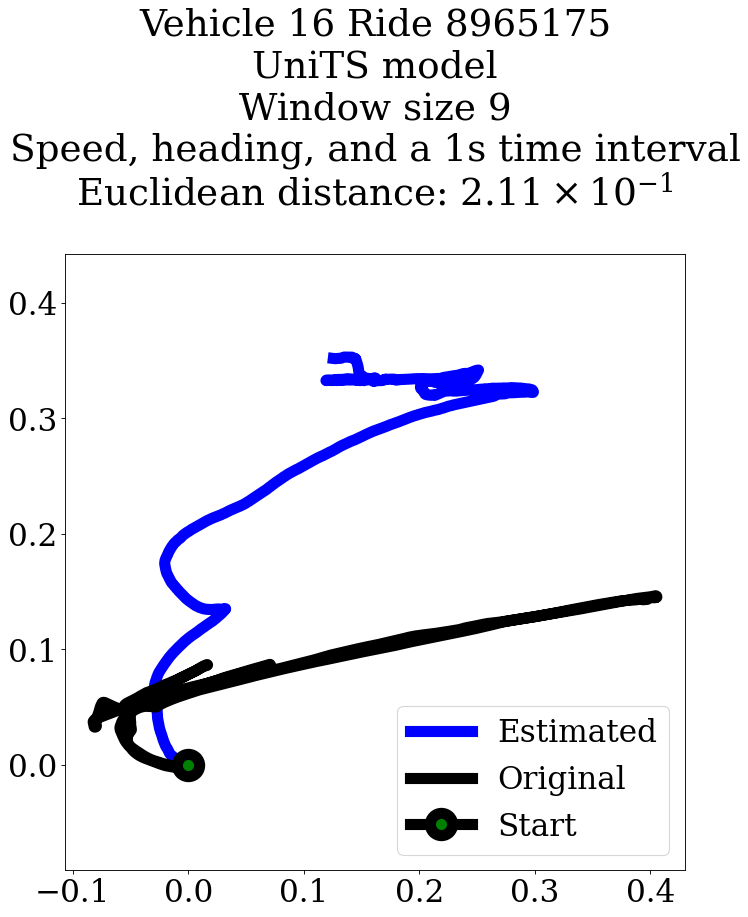 Vehicle 16 Ride 8965175
UniTS model
Window size 9
Speed, heading, and a 1s time interval
Euclidean distance: 2.11 × 10⁻¹
0.4
0.3
0.2
0.1
0.0
−0.1 0.0 0.1 0.2 0.3 0.4
Estimated
Original
Start